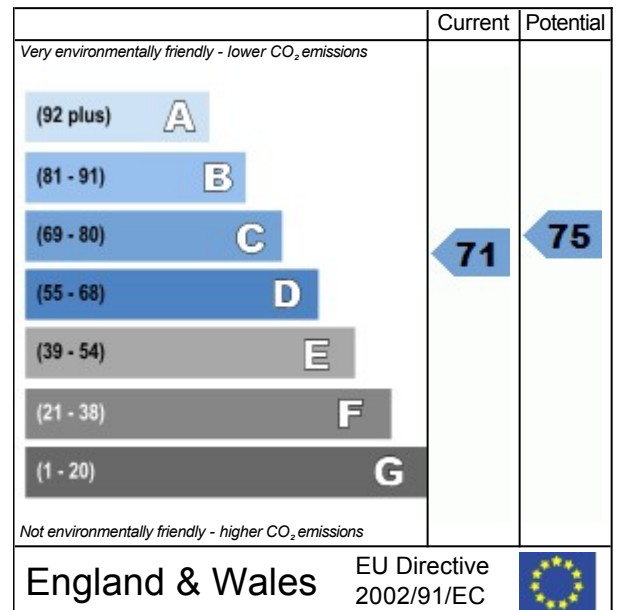 Current Potential
Very environmentally friendly - lower CO₂ emissions
(92 plus) A
(81 - 91) B
(69 - 80) C
71
75
(55 - 68) D
(39 - 54) E
(21 - 38) F
(1 - 20) G
Not environmentally friendly - higher CO₂ emissions
England & Wales
EU Directive
2002/91/EC